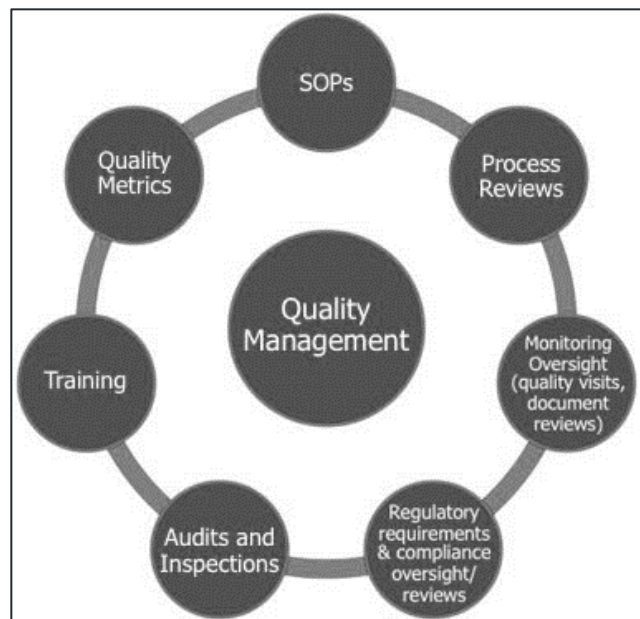 SOPs
Process
Reviews
Monitoring
Oversight
(quality visits,
document
reviews)
Regulatory
requirements
& compliance
oversight/
reviews
Audits and
Inspections
Training
Quality
Metrics
Quality
Management